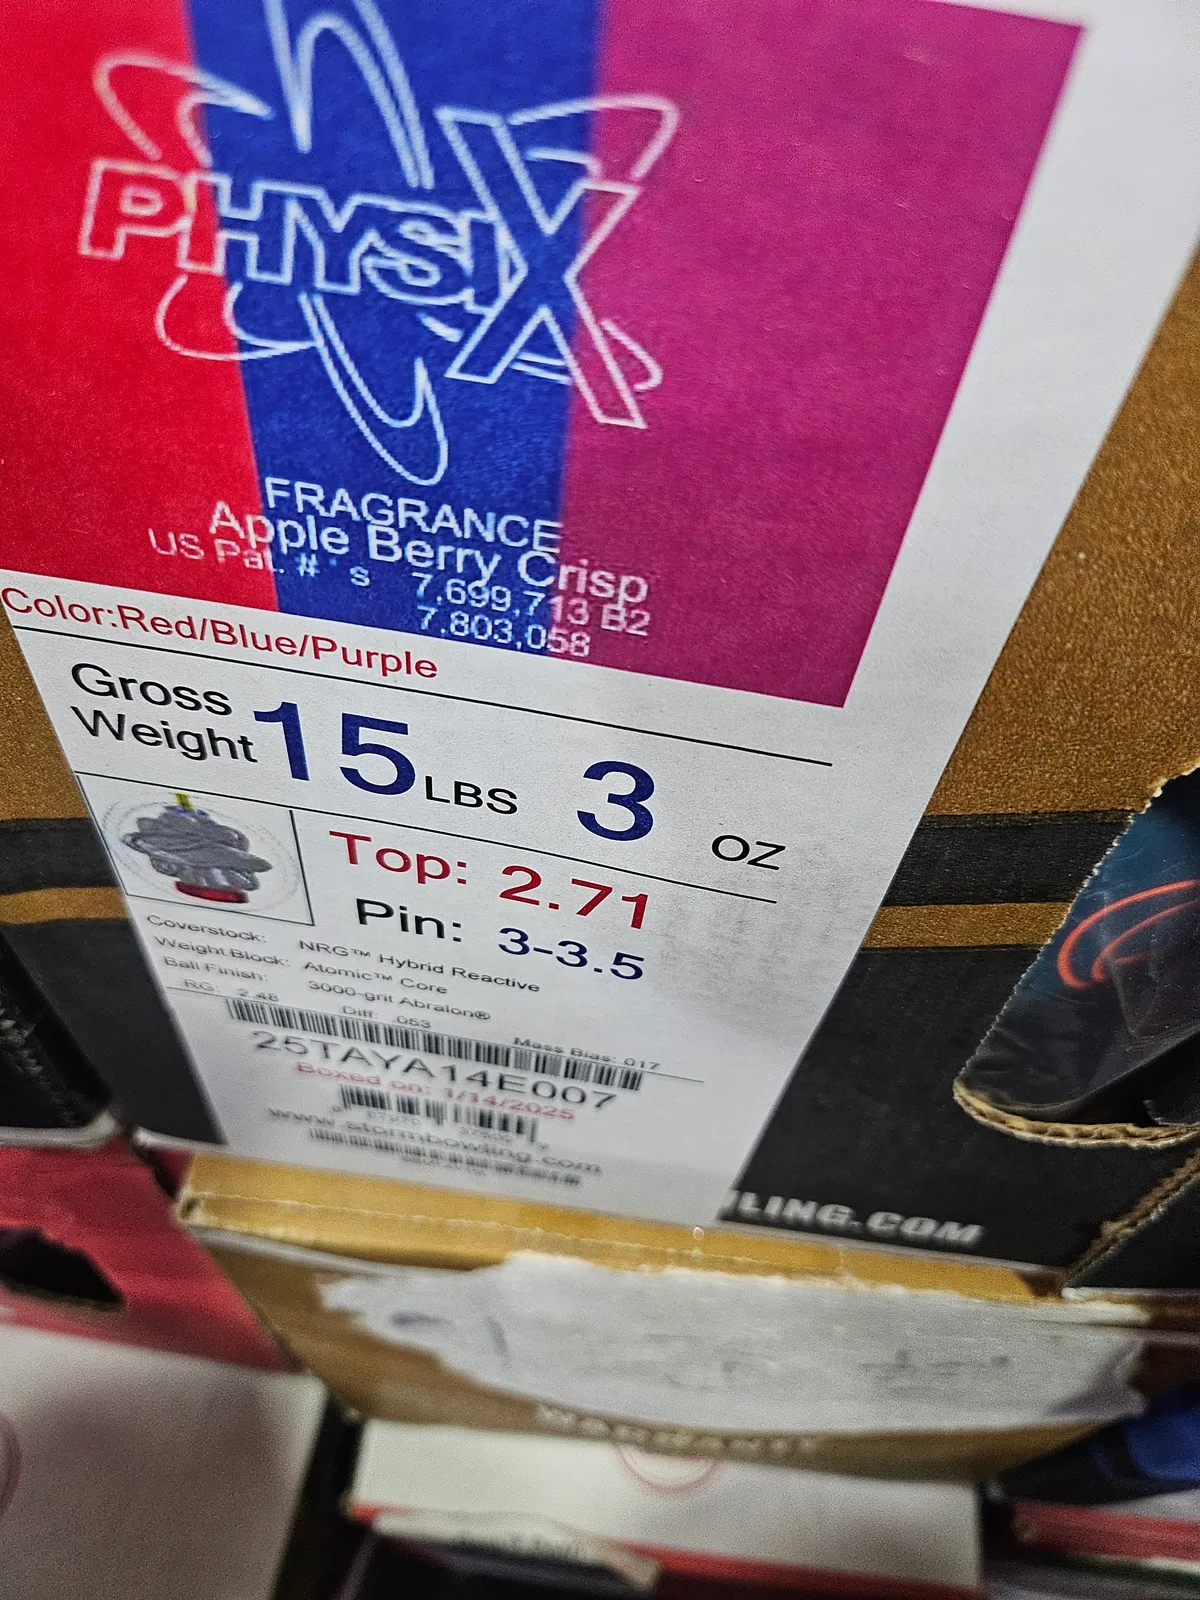 PHYSIX
FRAGRANCE
Apple Berry Crisp
US Pat. # ' s 7,699,713 B2
7,803,058
Color:Red/Blue/Purple
Gross Weight 15 LBS 3 OZ
Top: 2.71
Pin: 3-3.5
Coverstock: NRG™ Hybrid Reactive
Weight Block: Atomic™ Core
Ball Finish: 3000-grit Abralon®
RG: 2.48 Diff: .053 Mass Bias: .017
25TAYA14E007
Boxed on: 1/14/2025
www.stormbowling.com
LING.COM
WARRANTY